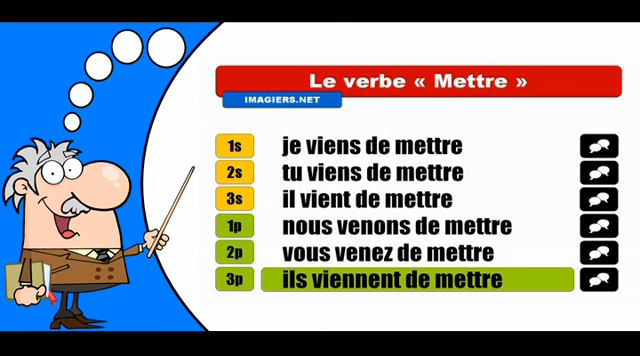 Le verbe « Mettre »
IMAGIERS.NET
1s je viens de mettre
2s tu viens de mettre
3s il vient de mettre
1p nous venons de mettre
2p vous venez de mettre
3p ils viennent de mettre